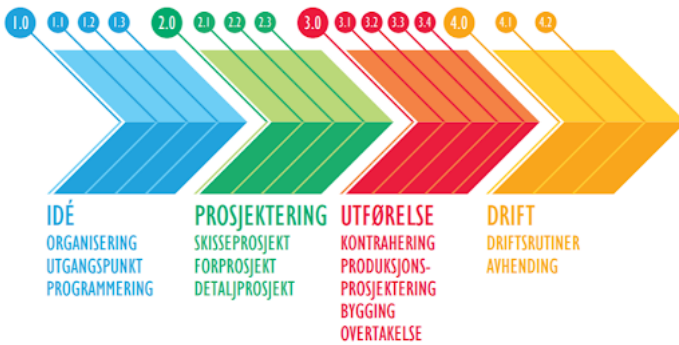 1.0 1.1 1.2 1.3 2.0 2.1 2.2 2.3 3.0 3.1 3.2 3.3 3.4 4.0 4.1 4.2
IDÉ
ORGANISERING
UTGANGSPUNKT
PROGRAMMERING
PROSJEKTERING
SKISSEPROSJEKT
FORPROSJEKT
DETALJPROSJEKT
UTFØRELSE
KONTRAHERING
PRODUKSJONS-
PROSJEKTERING
BYGGING
OVERTAKELSE
DRIFT
DRIFTSRUTINER
AVHENDING